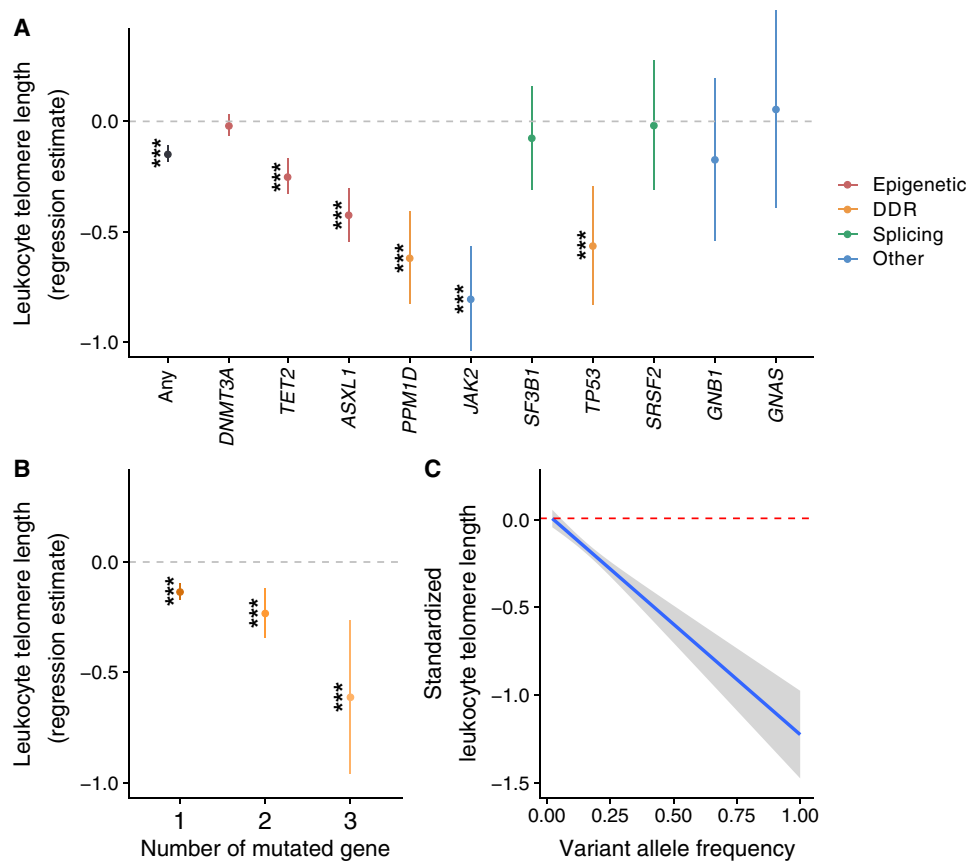 A
Leukocyte telomere length
(regression estimate)
0.0
−0.5
−1.0
***
***
***
***
***
***
Any
DNMT3A
TET2
ASXL1
PPM1D
JAK2
SF3B1
TP53
SRSF2
GNB1
GNAS
Epigenetic
DDR
Splicing
Other
B
Leukocyte telomere length
(regression estimate)
0.0
−0.5
−1.0
***
***
***
1
2
3
Number of mutated gene
C
Standardized
leukocyte telomere length
0.0
−0.5
−1.0
−1.5
0.00
0.25
0.50
0.75
1.00
Variant allele frequency